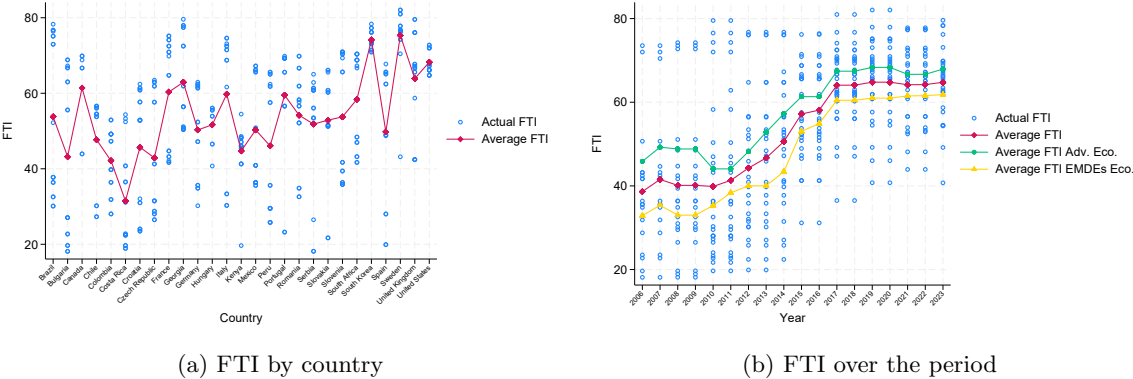 80
60
40
20
FTI
Brazil
Bulgaria
Canada
Chile
Colombia
Costa Rica
Croatia
Czech Republic
France
Georgia
Germany
Hungary
Italy
Kenya
Mexico
Peru
Portugal
Romania
Serbia
Slovakia
Slovenia
South Africa
South Korea
Spain
Sweden
United Kingdom
United States
Country
Actual FTI
Average FTI
(a) FTI by country
80
60
40
20
FTI
2006
2007
2008
2009
2010
2011
2012
2013
2014
2015
2016
2017
2018
2019
2020
2021
2022
2023
Year
Actual FTI
Average FTI
Average FTI Adv. Eco.
Average FTI EMDEs Eco.
(b) FTI over the period